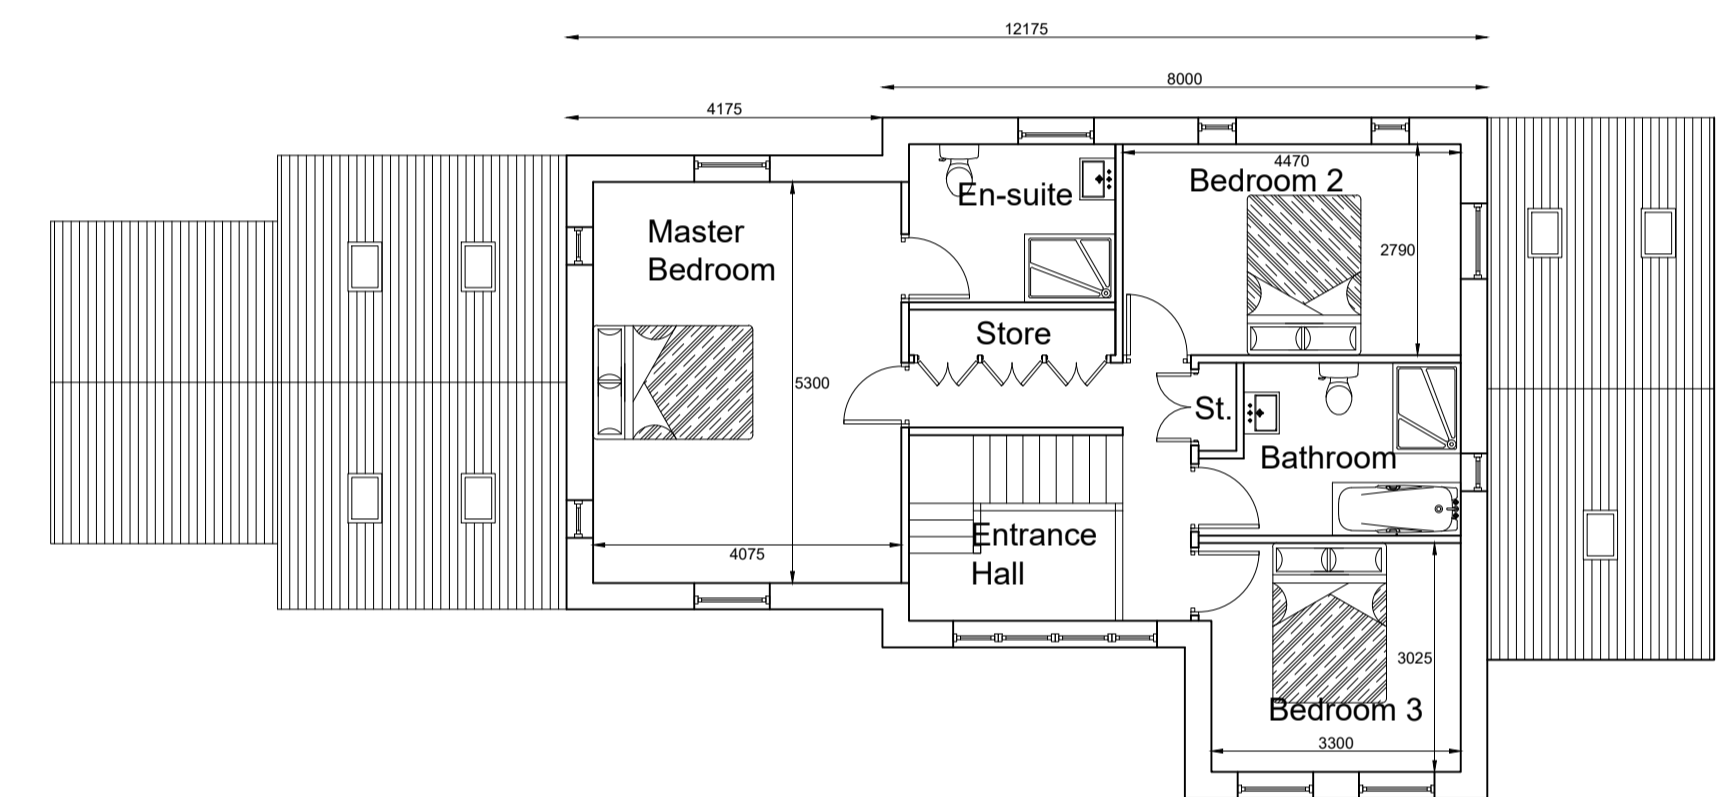 12175
8000
4175
4470
Bedroom 2
En-suite
Master
Bedroom
2790
Store
5300
St.
Bathroom
Entrance
Hall
4075
3025
Bedroom 3
3300